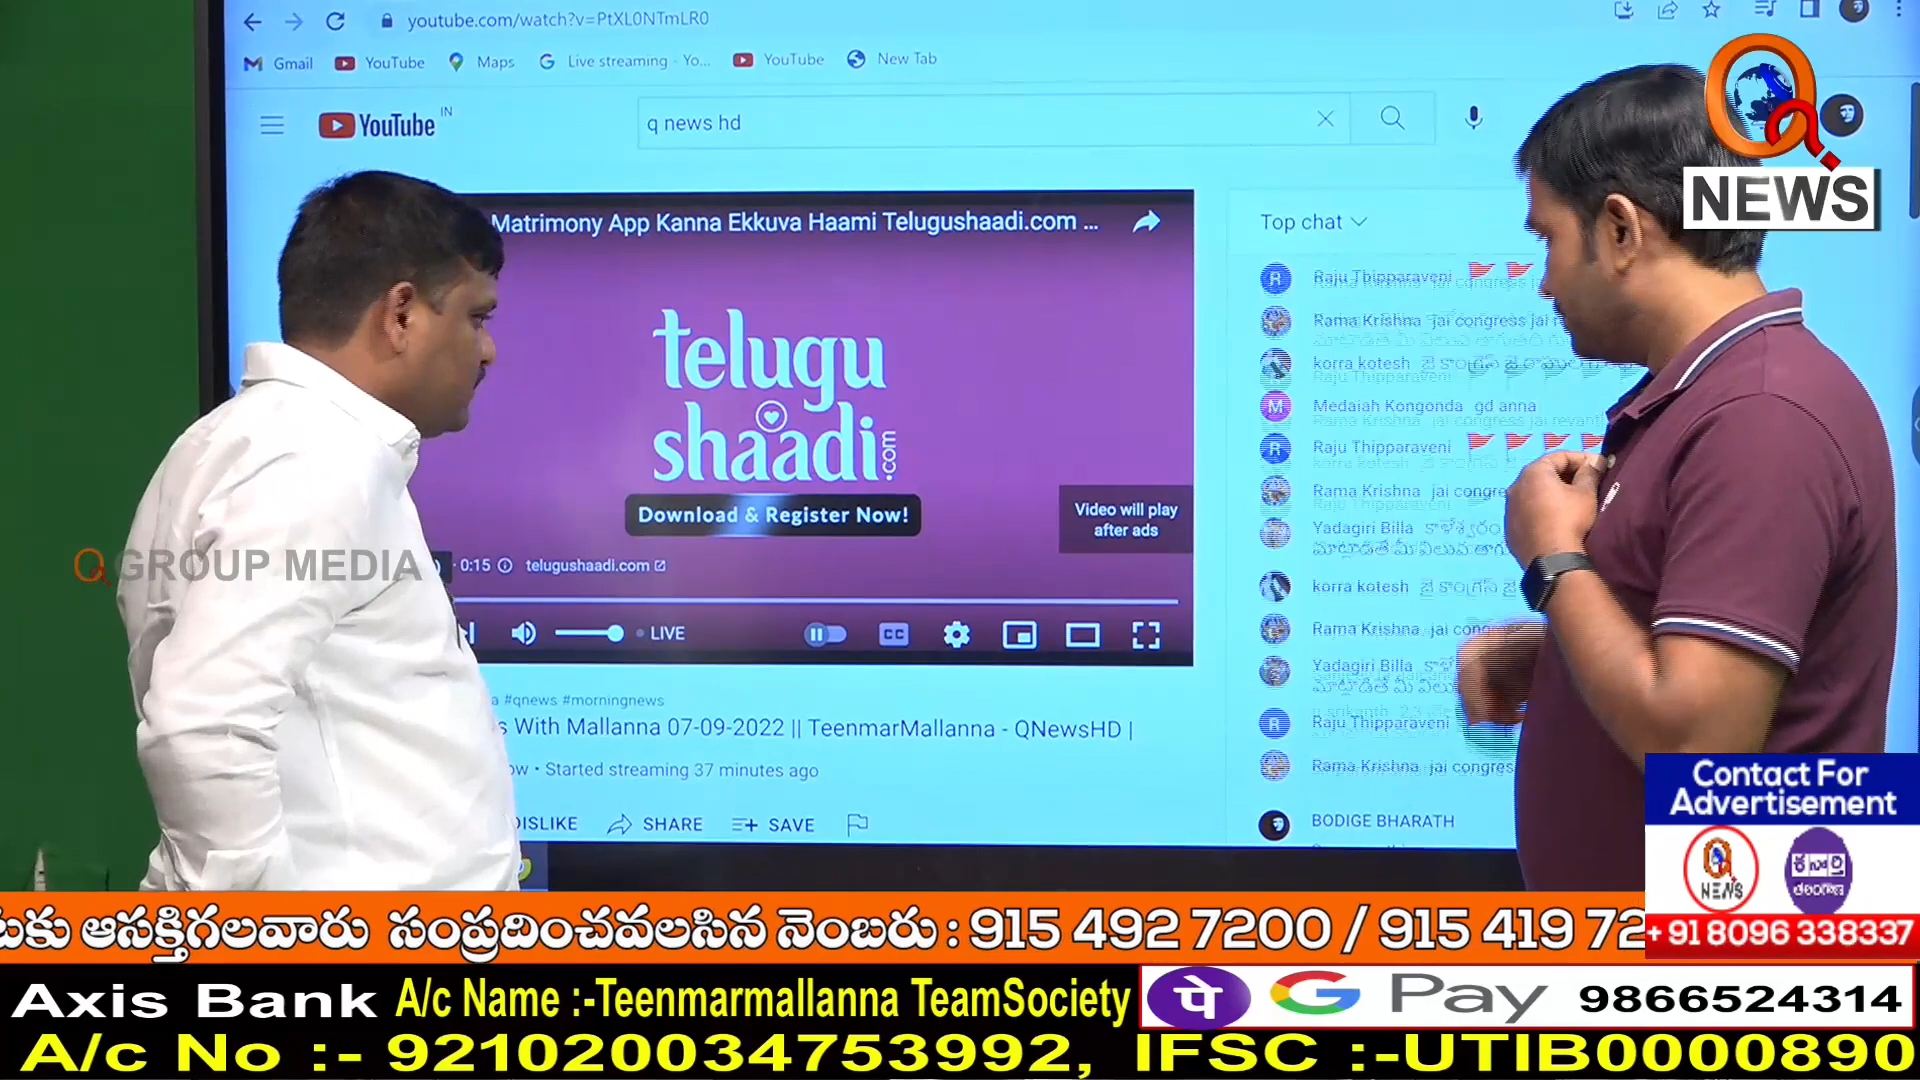 youtube.com/watch?v=PtXL0NTmLR0
Gmail YouTube Maps Live streaming - Yo... YouTube New Tab
YouTube IN
q news hd
Q
NEWS
Matrimony App Kanna Ekkuva Haami Telugushaadi.com ...
telugu
shaadi.com
Download & Register Now!
Video will play
after ads
0:15 telugushaadi.com
LIVE
CC
Top chat
Raju Thipparaveni
Rama Krishna jai congress jai
korra kotesh జై కాంగ్రెస్ జై
Medaiah Kongonda gd anna
Raju Thipparaveni
Rama Krishna jai congre
Yadagiri Billa
మాట్లాడితే మీ విలువ తాగు
korra kotesh జై కాంగ్రెస్ జై
Rama Krishna jai cong
Yadagiri Billa
మాట్లాడితే మీ విలు
Raju Thipparaveni
Rama Krishna jai congres
BODIGE BHARATH
Q GROUP MEDIA
a #qnews #morningnews
s With Mallanna 07-09-2022 || TeenmarMallanna - QNewsHD |
ow • Started streaming 37 minutes ago
DISLIKE SHARE SAVE
Contact For
Advertisement
Q NEWS
తెలంగాణ
+ 91 8096 338337
లుకు ఆసక్తిగలవారు సంప్రదించవలసిన నెంబరు : 915 492 7200 / 915 419 72
Axis Bank A/c Name :-Teenmarmallanna TeamSociety
पे G Pay 9866524314
A/c No :- 921020034753992, IFSC :-UTIB0000890